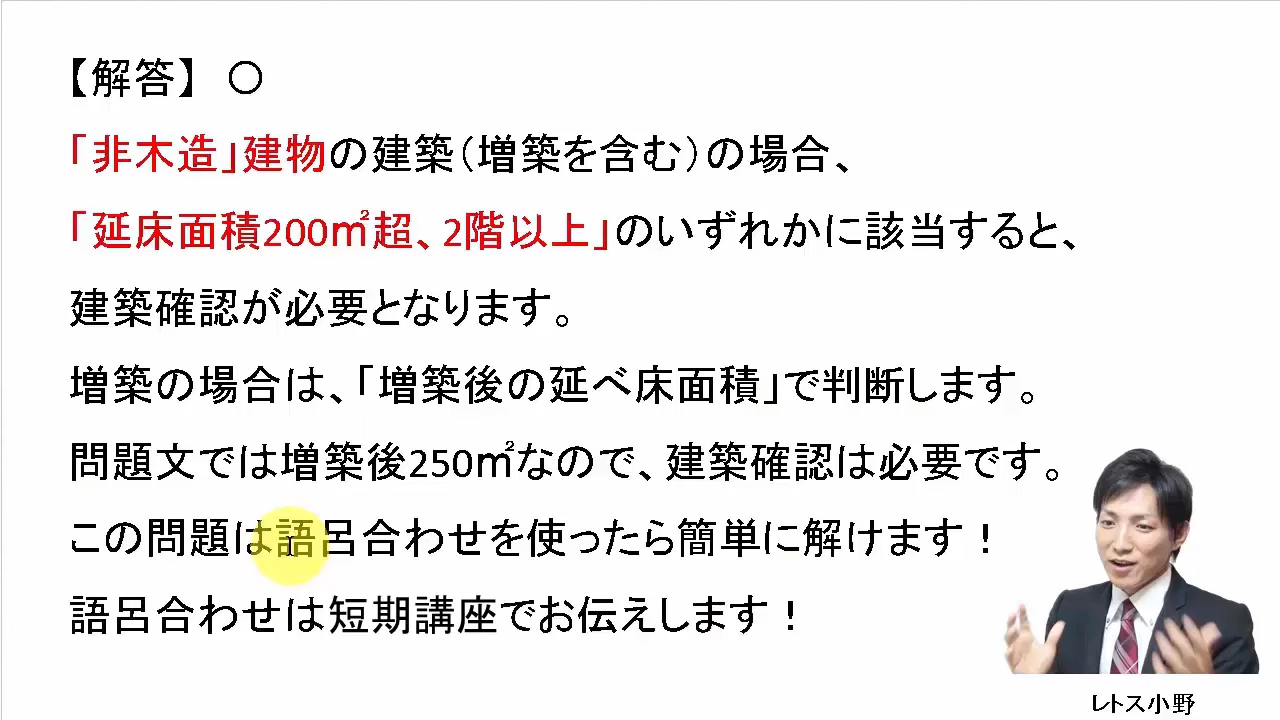 【解答】 〇
「非木造」建物の建築（増築を含む）の場合、
「延床面積200㎡超、2階以上」のいずれかに該当すると、
建築確認が必要となります。
増築の場合は、「増築後の延べ床面積」で判断します。
問題文では増築後250㎡なので、建築確認は必要です。
この問題は語呂合わせを使ったら簡単に解けます！
語呂合わせは短期講座でお伝えします！
レトス小野